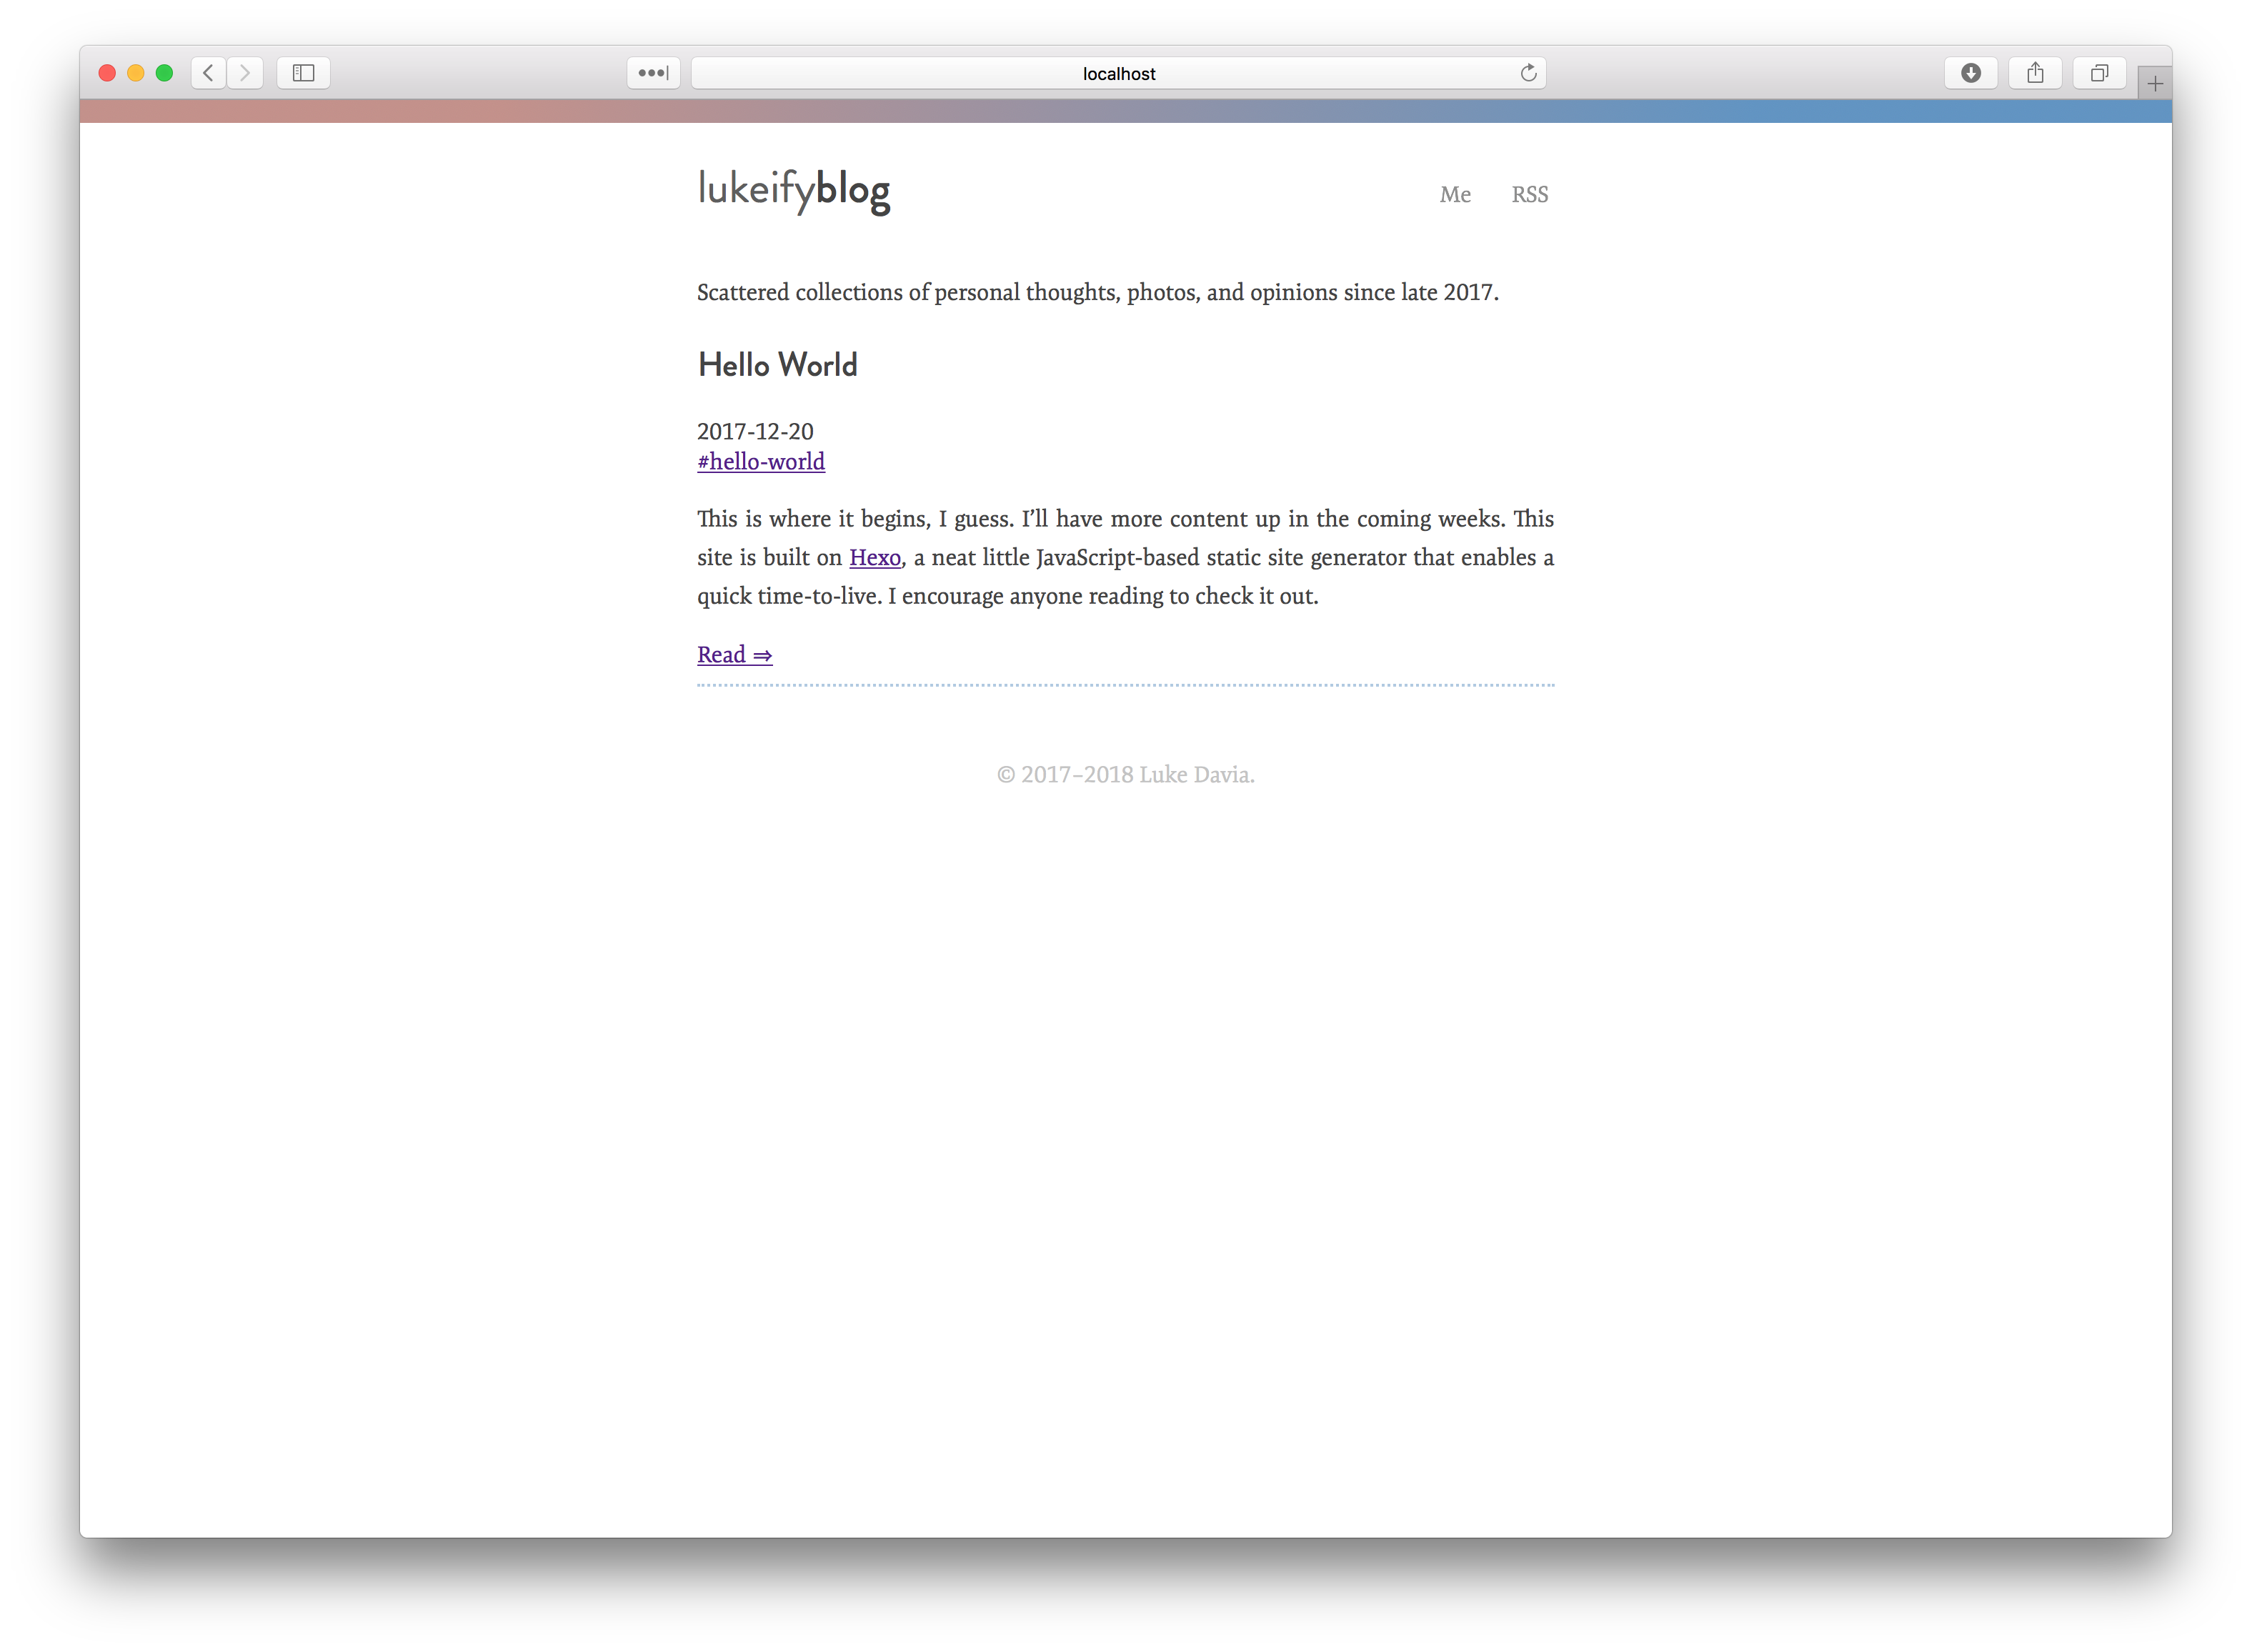 localhost
lukeifyblog
Me RSS
Scattered collections of personal thoughts, photos, and opinions since late 2017.
Hello World
2017-12-20
#hello-world
This is where it begins, I guess. I’ll have more content up in the coming weeks. This
site is built on Hexo, a neat little JavaScript-based static site generator that enables a
quick time-to-live. I encourage anyone reading to check it out.
Read ⇒
© 2017–2018 Luke Davia.